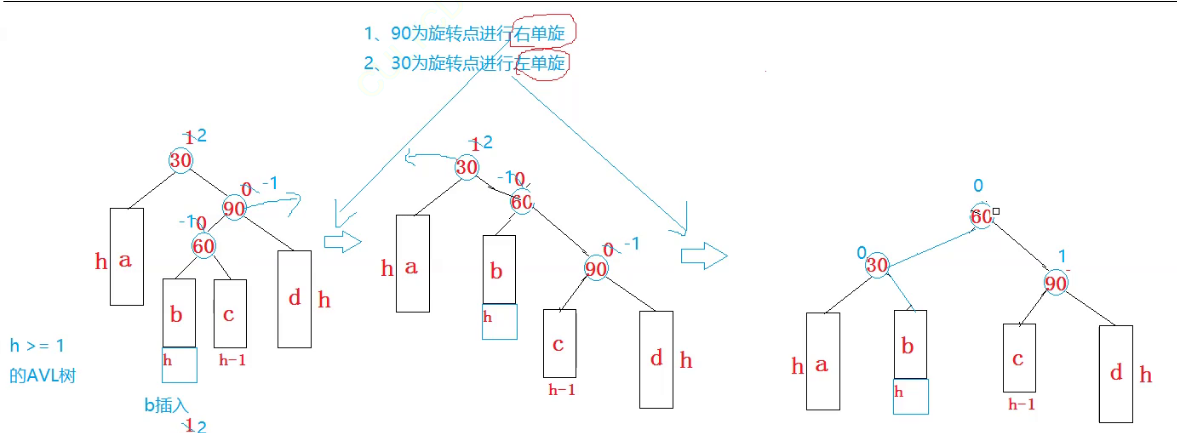 1、90为旋转点进行右单旋
2、30为旋转点进行左单旋
1 2
30
0 -1
90
-1 0
60
h a
b
c
d h
h
h-1
h >= 1
的AVL树
b插入
1 2
1 2
30
-1 0
60
0 -1
90
h a
b
h
c
d h
h-1
0
60
0
30
1
90
h a
b
h
c
d h
h-1